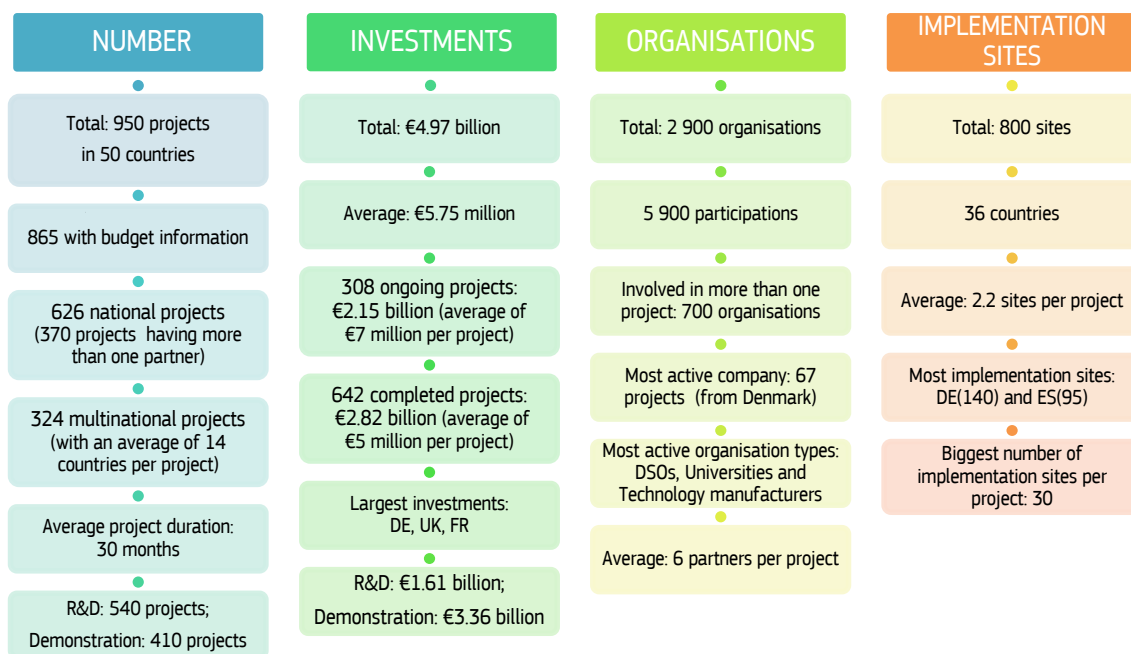 NUMBER
Total: 950 projects
in 50 countries
865 with budget information
626 national projects
(370 projects having more
than one partner)
324 multinational projects
(with an average of 14
countries per project)
Average project duration:
30 months
R&D: 540 projects;
Demonstration: 410 projects
INVESTMENTS
Total: €4.97 billion
Average: €5.75 million
308 ongoing projects:
€2.15 billion (average of
€7 million per project)
642 completed projects:
€2.82 billion (average of
€5 million per project)
Largest investments:
DE, UK, FR
R&D: €1.61 billion;
Demonstration: €3.36 billion
ORGANISATIONS
Total: 2 900 organisations
5 900 participations
Involved in more than one
project: 700 organisations
Most active company: 67
projects (from Denmark)
Most active organisation types:
DSOs, Universities and
Technology manufacturers
Average: 6 partners per project
IMPLEMENTATION
SITES
Total: 800 sites
36 countries
Average: 2.2 sites per project
Most implementation sites:
DE(140) and ES(95)
Biggest number of
implementation sites per
project: 30